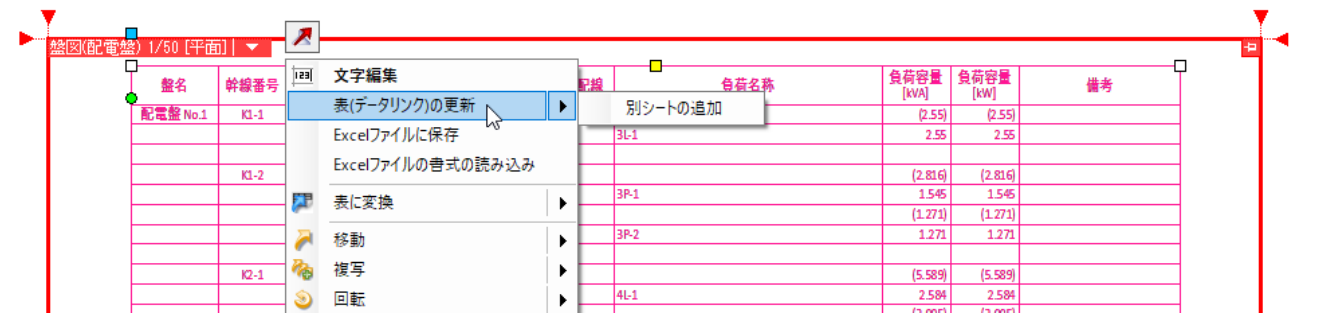 盤図(配電盤) 1/50 [平面]
盤名 幹線番号 配線 負荷名称 負荷容量 [kVA] 負荷容量 [kW] 備考
文字編集
表(データリンク)の更新
別シートの追加
Excelファイルに保存
Excelファイルの書式の読み込み
表に変換
移動
複写
回転
配電盤 No.1 K1-1 (2.55) (2.55)
3L-1 2.55 2.55
K1-2 (2.816) (2.816)
3P-1 1.545 1.545
(1.271) (1.271)
3P-2 1.271 1.271
K2-1 (5.589) (5.589)
4L-1 2.584 2.584